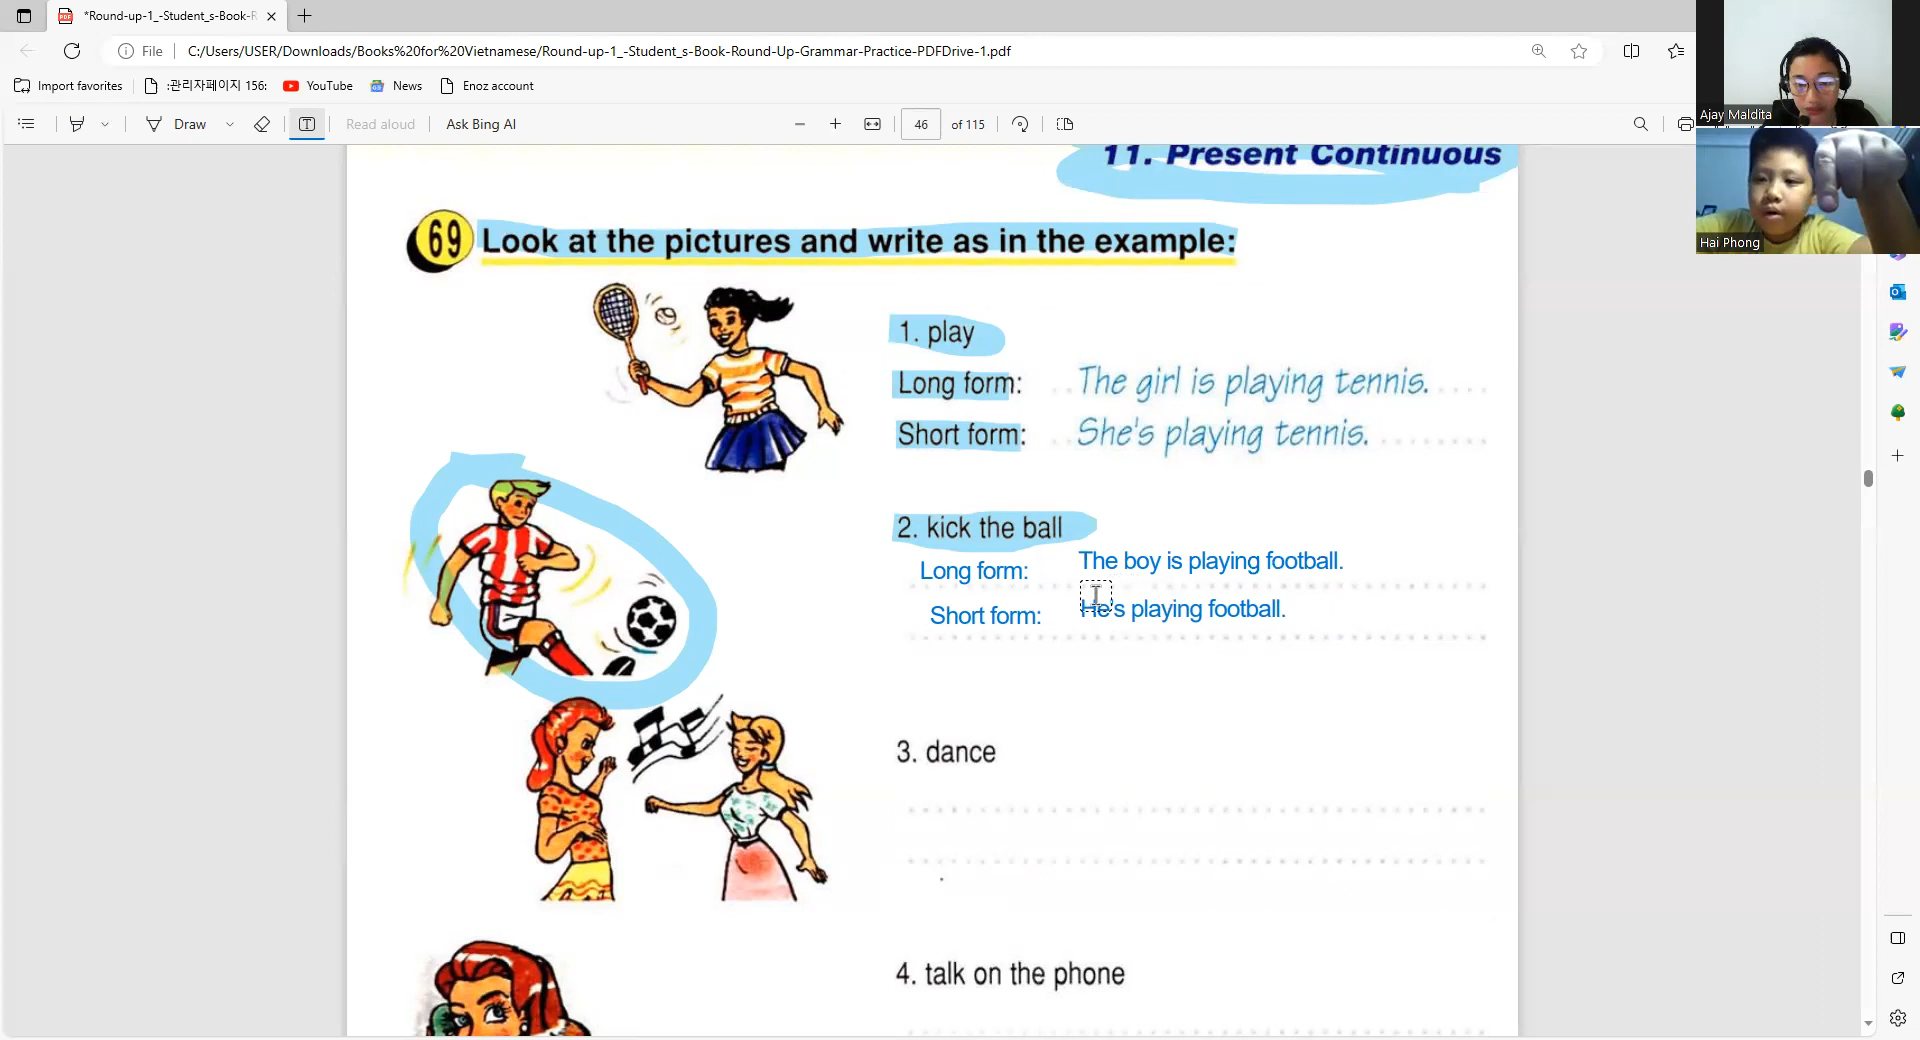 *Round-up-1_-Student_s-Book-R
File
C:/Users/USER/Downloads/Books%20for%20Vietnamese/Round-up-1_-Student_s-Book-Round-Up-Grammar-Practice-PDFDrive-1.pdf
Import favorites
:관리자페이지 156:
YouTube
News
Enoz account
Draw
Read aloud
Ask Bing AI
46
of 115
Ajay Maldita
Hai Phong
11. Present Continuous
69 Look at the pictures and write as in the example:
1. play
Long form: The girl is playing tennis.
Short form: She's playing tennis.
2. kick the ball
Long form: The boy is playing football.
Short form: He's playing football.
3. dance
4. talk on the phone